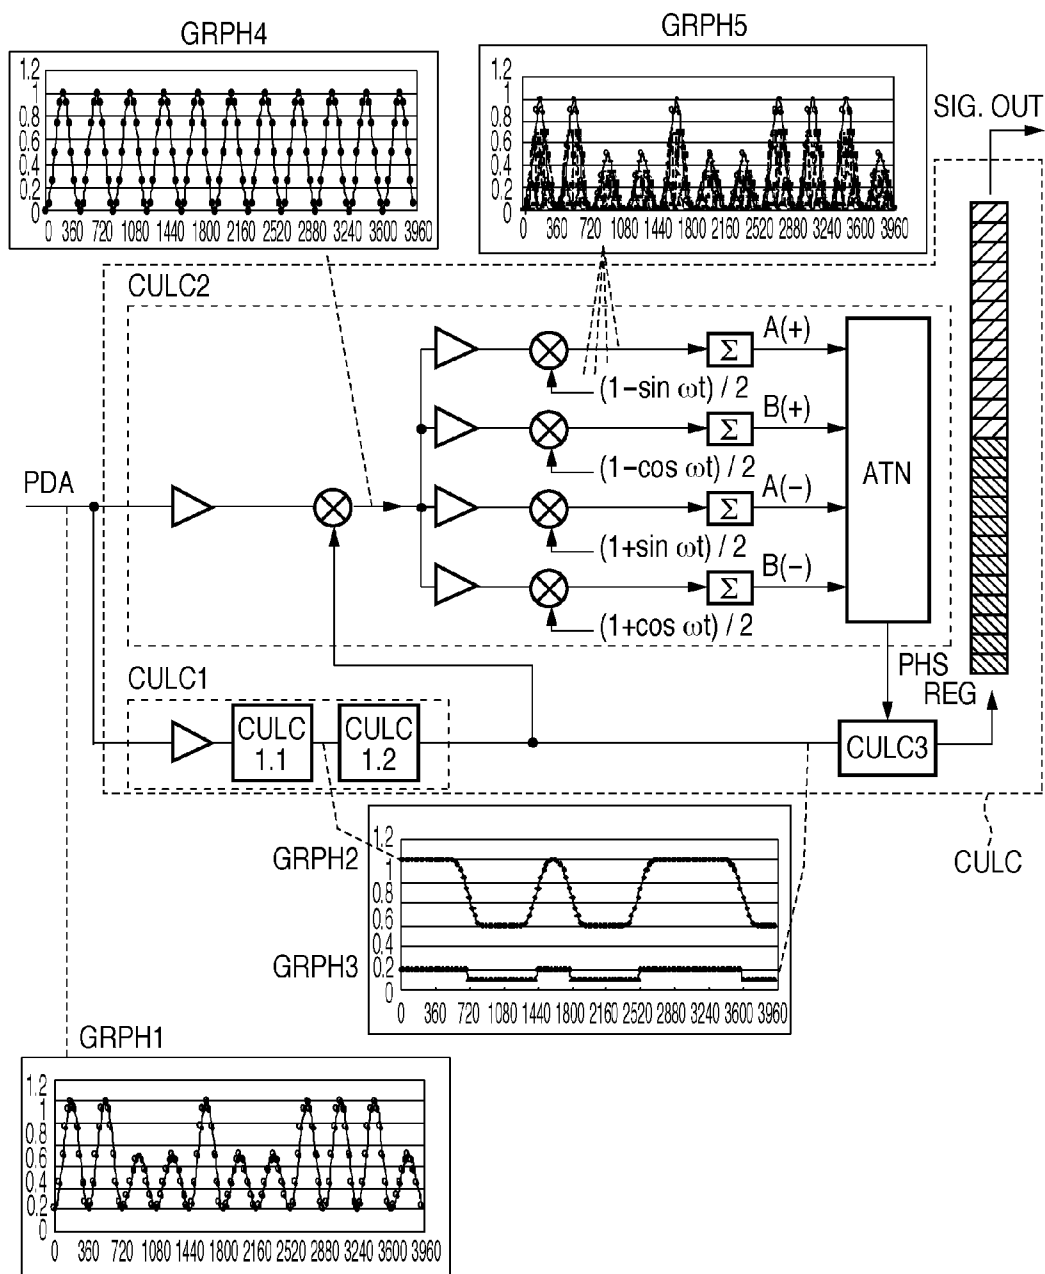 GRPH4
1.2
1
0.8
0.6
0.4
0.2
0
0 360 720 1080 1440 1800 2160 2520 2880 3240 3600 3960
GRPH5
1.2
1
0.8
0.6
0.4
0.2
0
0 360 720 1080 1440 1800 2160 2520 2880 3240 3600 3960
SIG. OUT
CULC2
A(+)
Σ
(1−sin ωt) / 2
B(+)
Σ
(1−cos ωt) / 2
PDA
ATN
A(−)
Σ
(1+sin ωt) / 2
B(−)
Σ
(1+cos ωt) / 2
PHS
REG
CULC1
CULC
1.1
CULC
1.2
CULC3
CULC
GRPH2
GRPH3
1.2
1
0.8
0.6
0.4
0.2
0
0 360 720 1080 1440 1800 2160 2520 2880 3240 3600 3960
GRPH1
1.2
1
0.8
0.6
0.4
0.2
0
0 360 720 1080 1440 1800 2160 2520 2880 3240 3600 3960